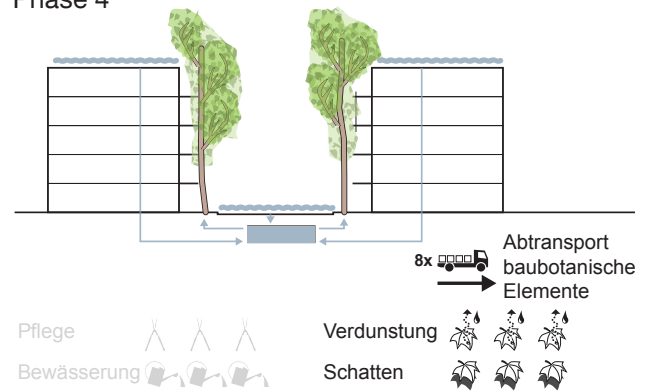 Phase 4
8x
Abtransport
baubotanische
Elemente
Pflege
Verdunstung
Bewässerung
Schatten